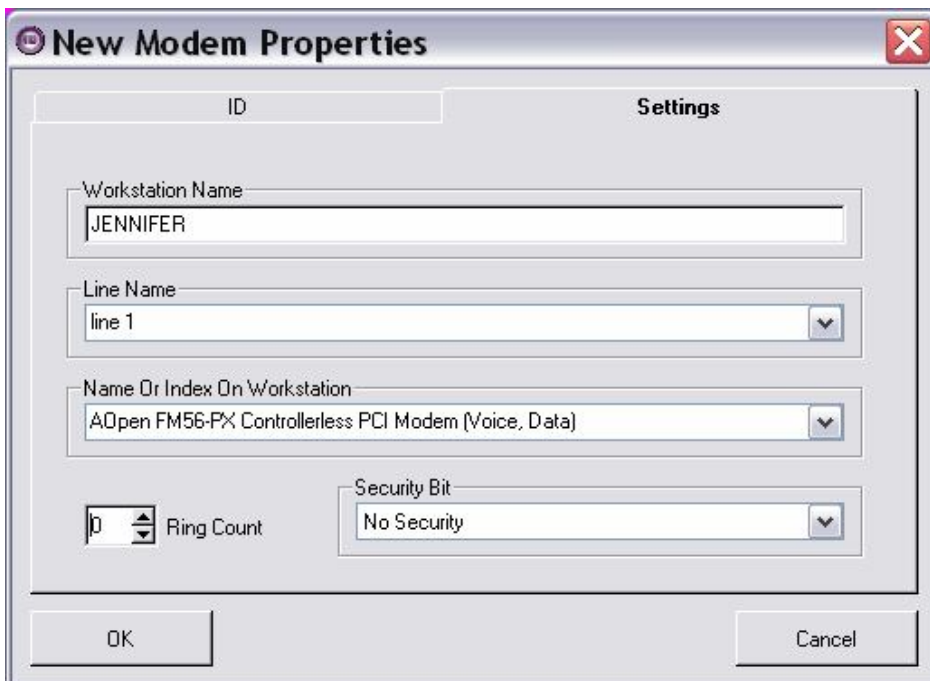 New Modem Properties
ID
Settings
Workstation Name
JENNIFER
Line Name
line 1
Name Or Index On Workstation
AOpen FM56-PX Controllerless PCI Modem (Voice, Data)
Security Bit
0 Ring Count
No Security
OK
Cancel